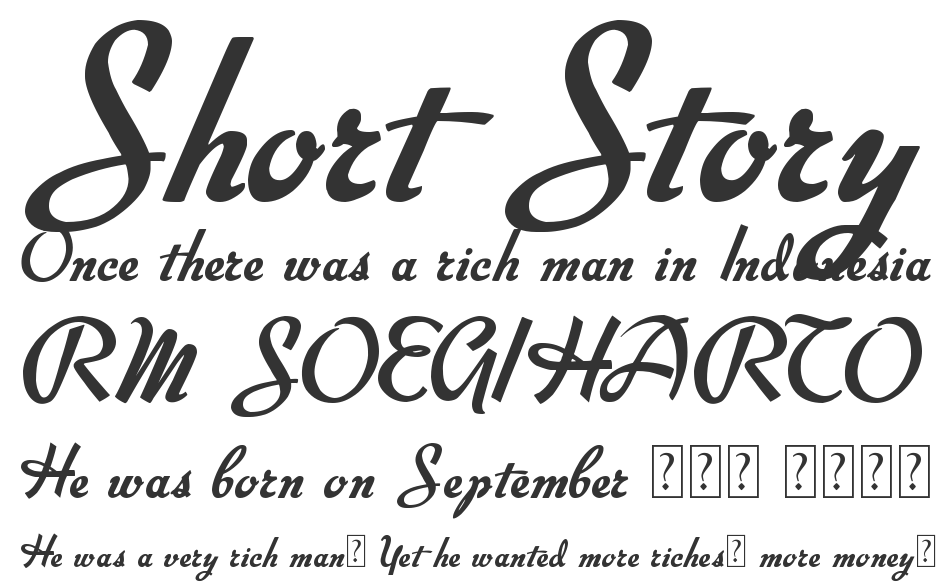 Short Story
Once there was a rich man in Indonesia
RM SOEGIHARTO
He was born on September
He was a very rich man Yet he wanted more riches more money